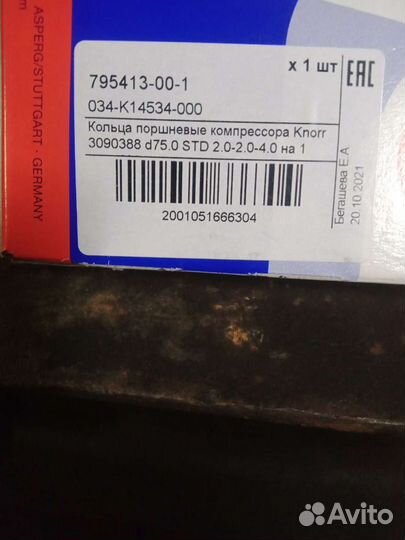 ASPERG/STUTTGART · GERMANY
m
x 1 шт
EAC
795413-00-1
034-K14534-000
Кольца поршневые компрессора Knorr
3090388 d75.0 STD 2.0-2.0-4.0 на 1
2001051666304
Бегашева Е.А
20.10.2021
Avito